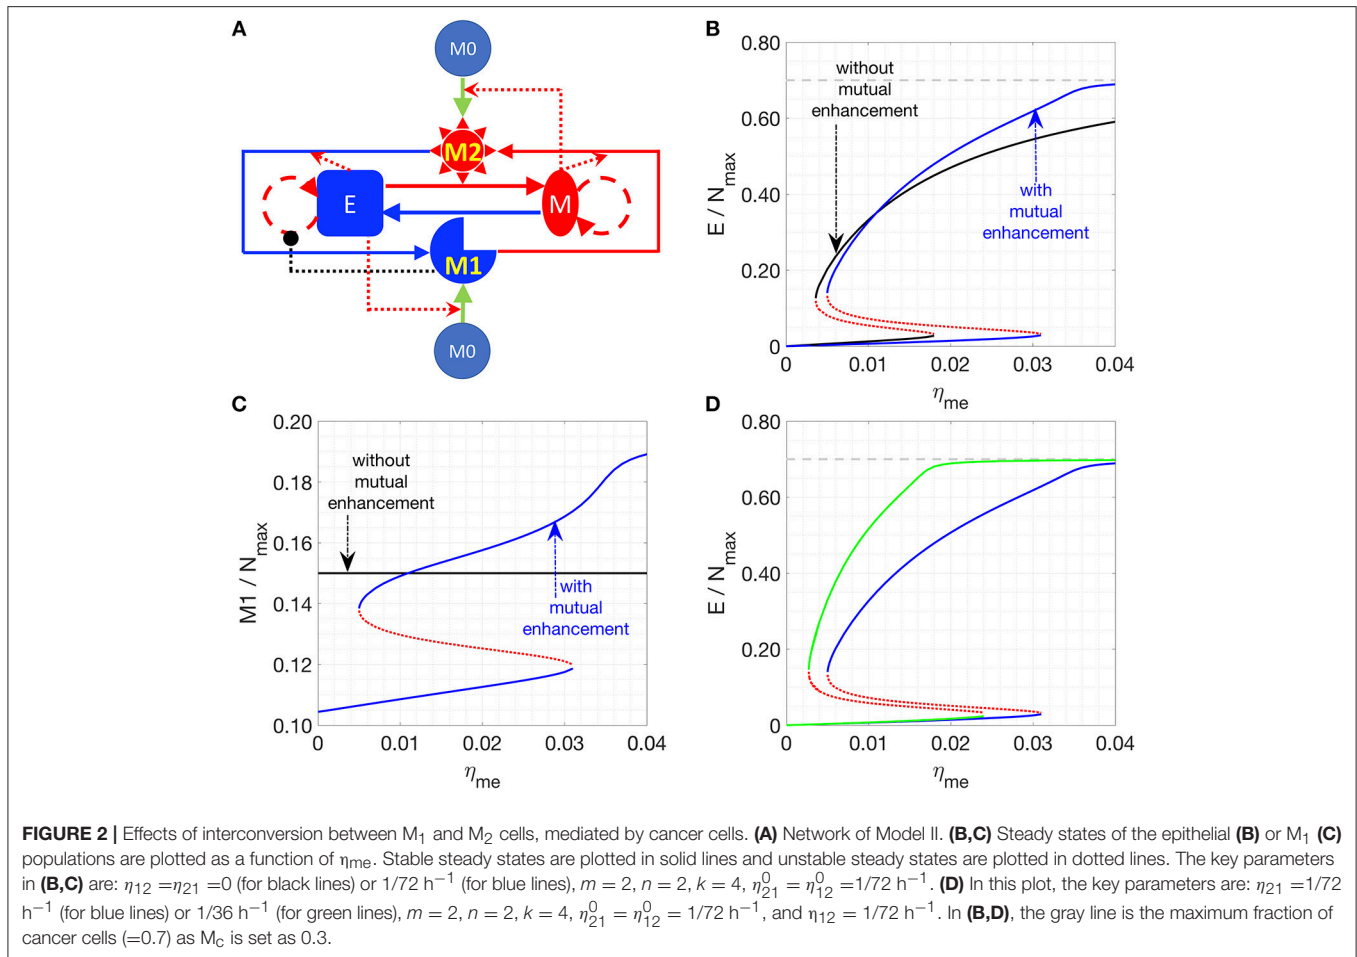 A
M0
M2
E
M
M1
M0
B
0.80
0.60
0.40
0.20
0
E / Nmax
without
mutual
enhancement
with
mutual
enhancement
0
0.01
0.02
0.03
0.04
ηme
C
0.20
0.18
0.16
0.14
0.12
0.10
M1 / Nmax
without
mutual
enhancement
with
mutual
enhancement
0
0.01
0.02
0.03
0.04
ηme
D
0.80
0.60
0.40
0.20
0
E / Nmax
0
0.01
0.02
0.03
0.04
ηme
FIGURE 2 | Effects of interconversion between M1 and M2 cells, mediated by cancer cells. (A) Network of Model II. (B,C) Steady states of the epithelial (B) or M1 (C)
populations are plotted as a function of ηme. Stable steady states are plotted in solid lines and unstable steady states are plotted in dotted lines. The key parameters
in (B,C) are: η12 =η21 =0 (for black lines) or 1/72 h−1 (for blue lines), m = 2, n = 2, k = 4, η021 = η012 =1/72 h−1. (D) In this plot, the key parameters are: η21 =1/72
h−1 (for blue lines) or 1/36 h−1 (for green lines), m = 2, n = 2, k = 4, η021 = η012 = 1/72 h−1, and η12 = 1/72 h−1. In (B,D), the gray line is the maximum fraction of
cancer cells (=0.7) as Mc is set as 0.3.